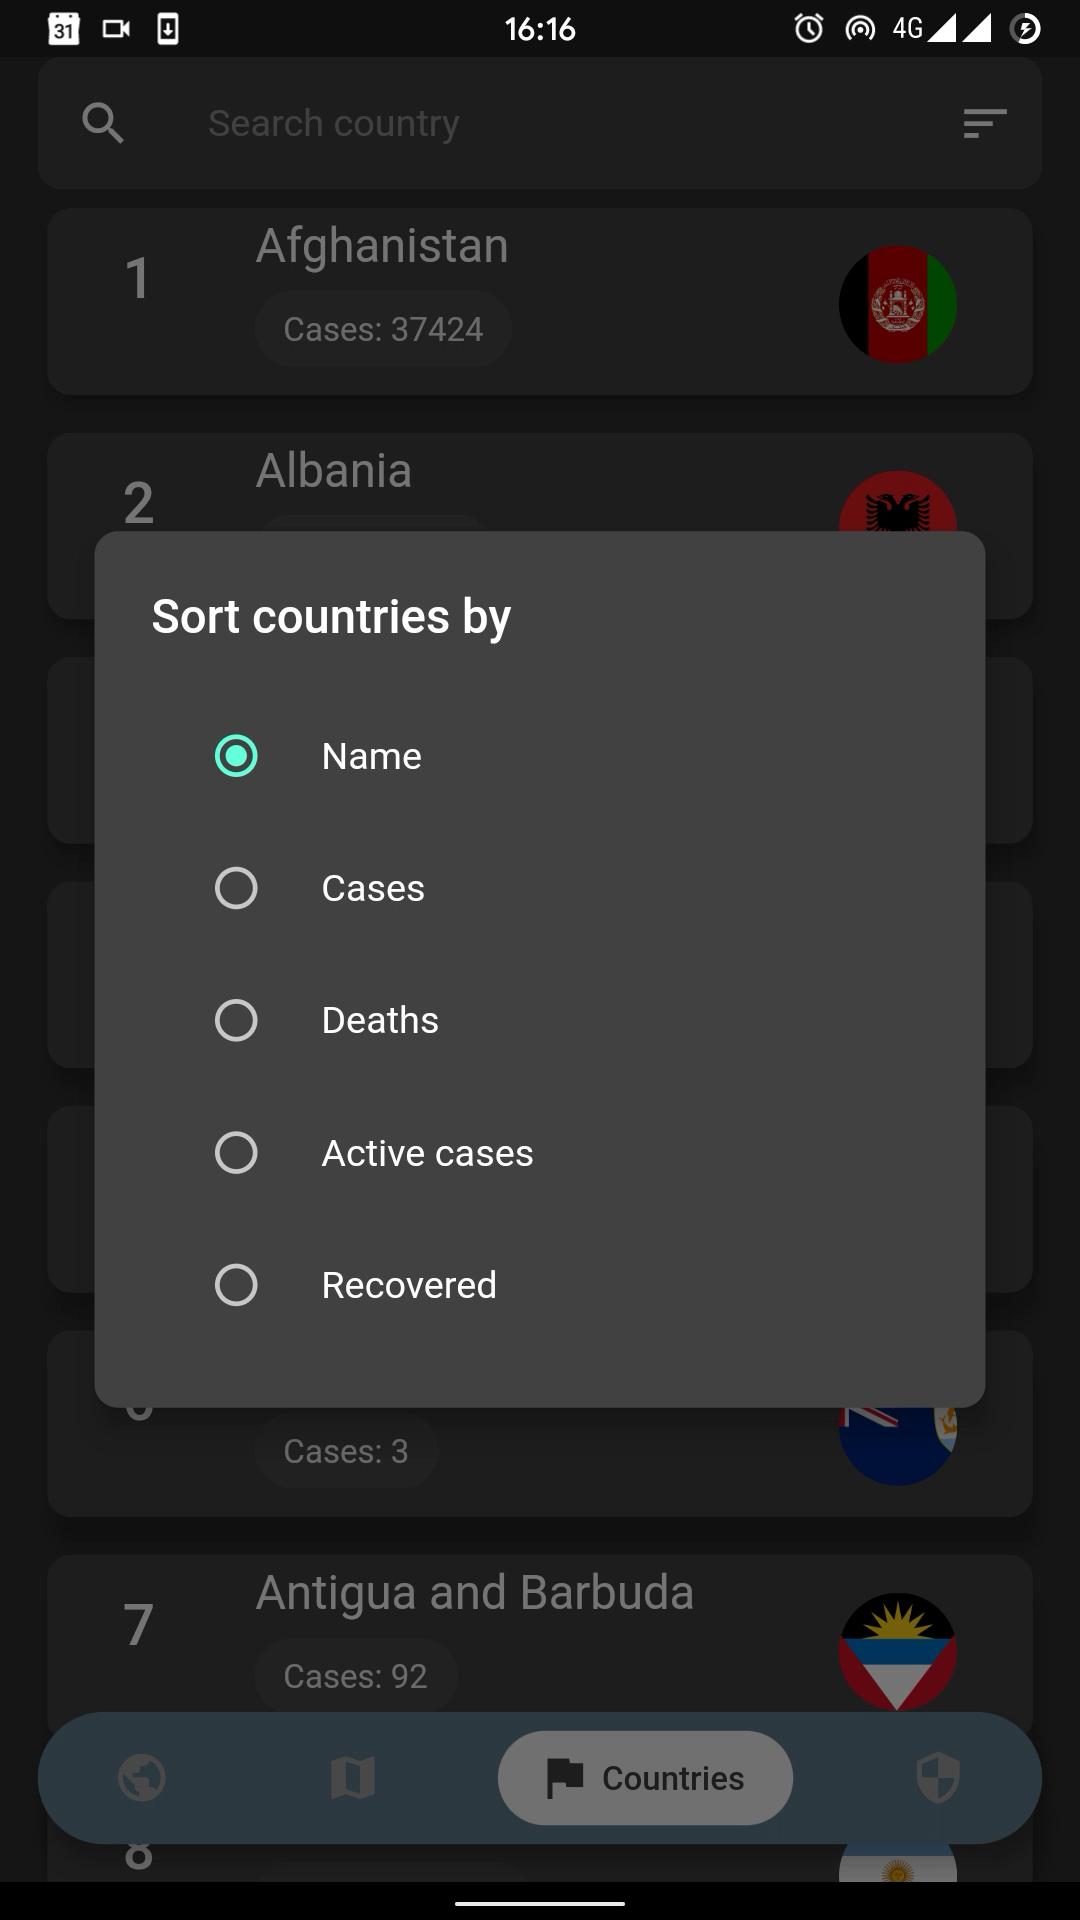 31
16:16
4G
Search country
1
Afghanistan
Cases: 37424
2
Albania
Sort countries by
Name
Cases
Deaths
Active cases
Recovered
Cases: 3
7
Antigua and Barbuda
Cases: 92
Countries
8